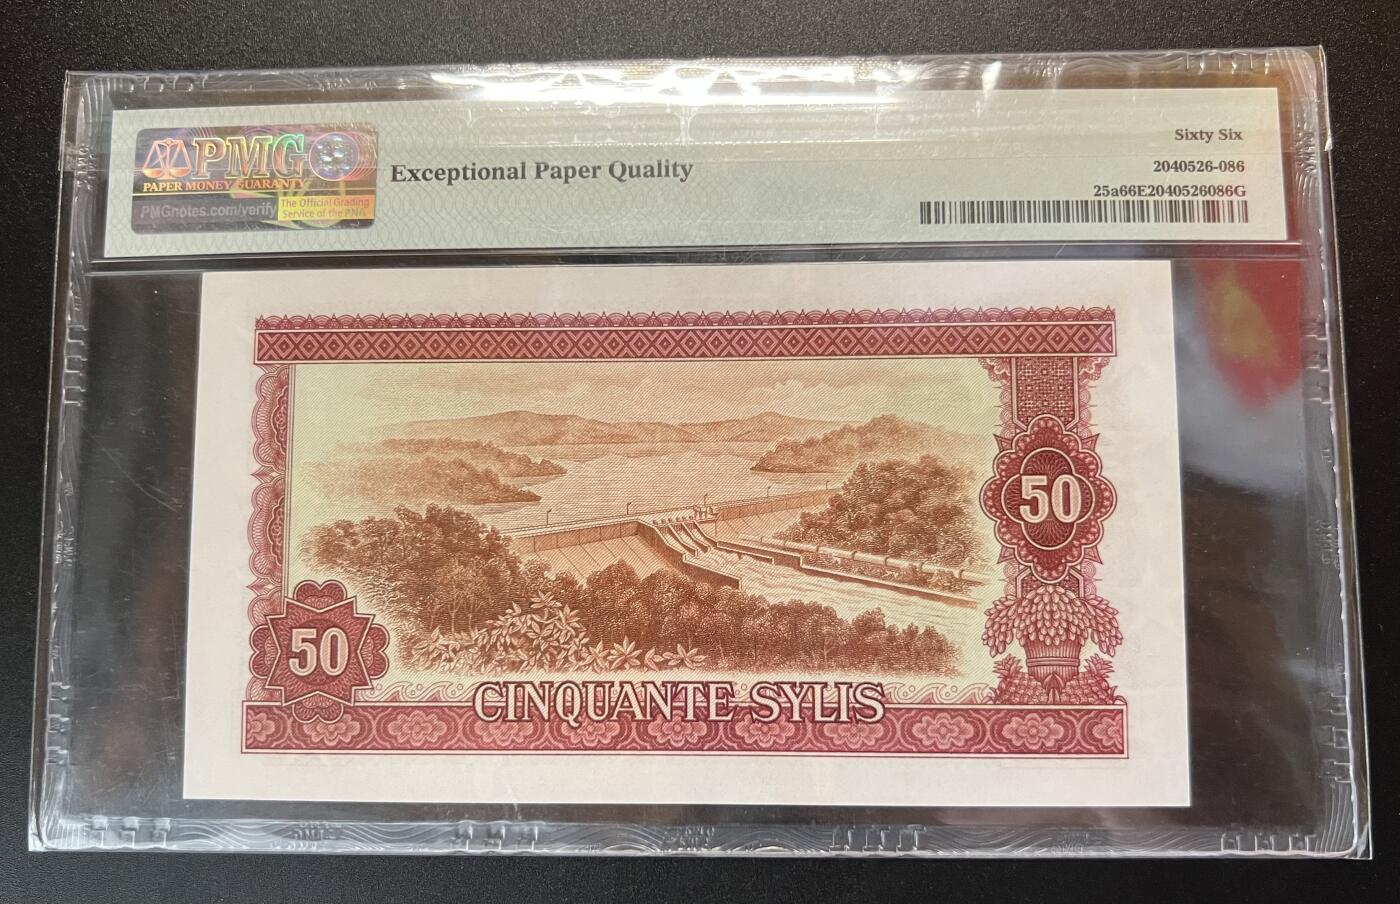 PMG
PAPER MONEY GUARANTY
PMGnotes.com/verify
The Official Grading
Service of the PNA
Exceptional Paper Quality
Sixty Six
2040526-086
25a66E2040526086G
50
50
CINQUANTE SYLIS